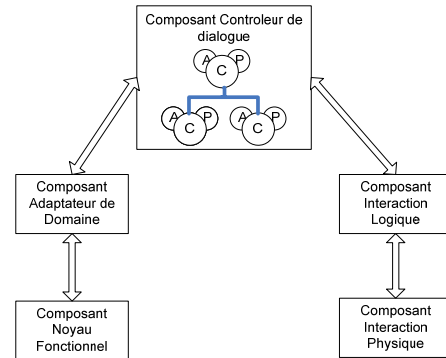 Composant Controleur de
dialogue
A P
C
A P
C
A P
C
Composant
Adaptateur de
Domaine
Composant
Interaction
Logique
Composant
Noyau
Fonctionnel
Composant
Interaction
Physique